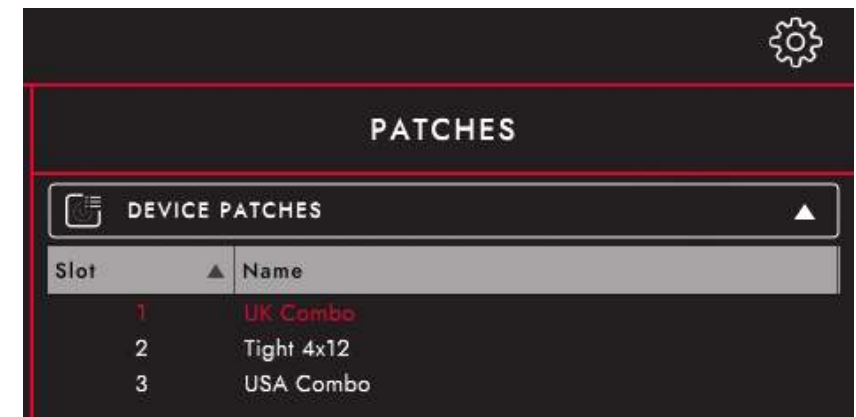 PATCHES
DEVICE PATCHES
Slot Name
1 UK Combo
2 Tight 4x12
3 USA Combo